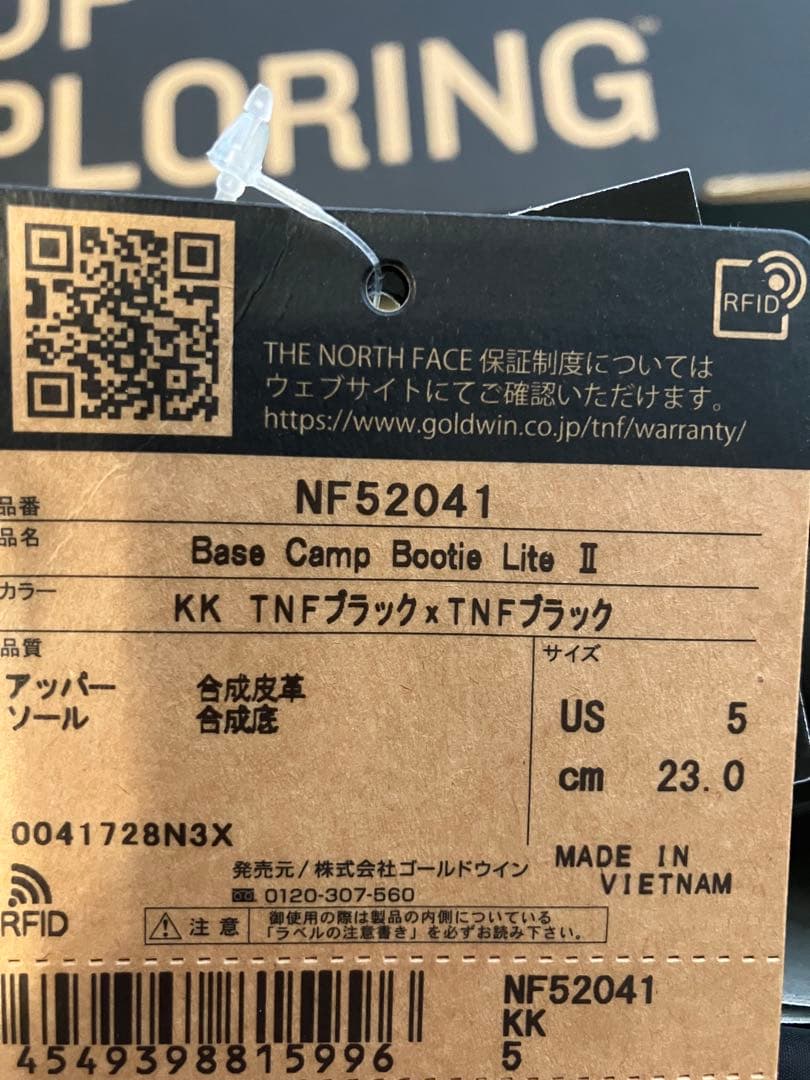 OP
PLORING
RFID
THE NORTH FACE 保証制度については
ウェブサイトにてご確認いただけます。
https://www.goldwin.co.jp/tnf/warranty/
品番 NF52041
品名 Base Camp Bootie Lite Ⅱ
カラー KK TNFブラック×TNFブラック
品質
アッパー 合成皮革
ソール 合成底
サイズ
US 5
cm 23.0
0041728N3X
RFID
発売元/株式会社ゴールドウイン
0120-307-560
MADE IN
VIETNAM
注意 御使用の際は製品の内側についている
「ラベルの注意書き」を必ずお読み下さい。
4549398815996
NF52041
KK
5